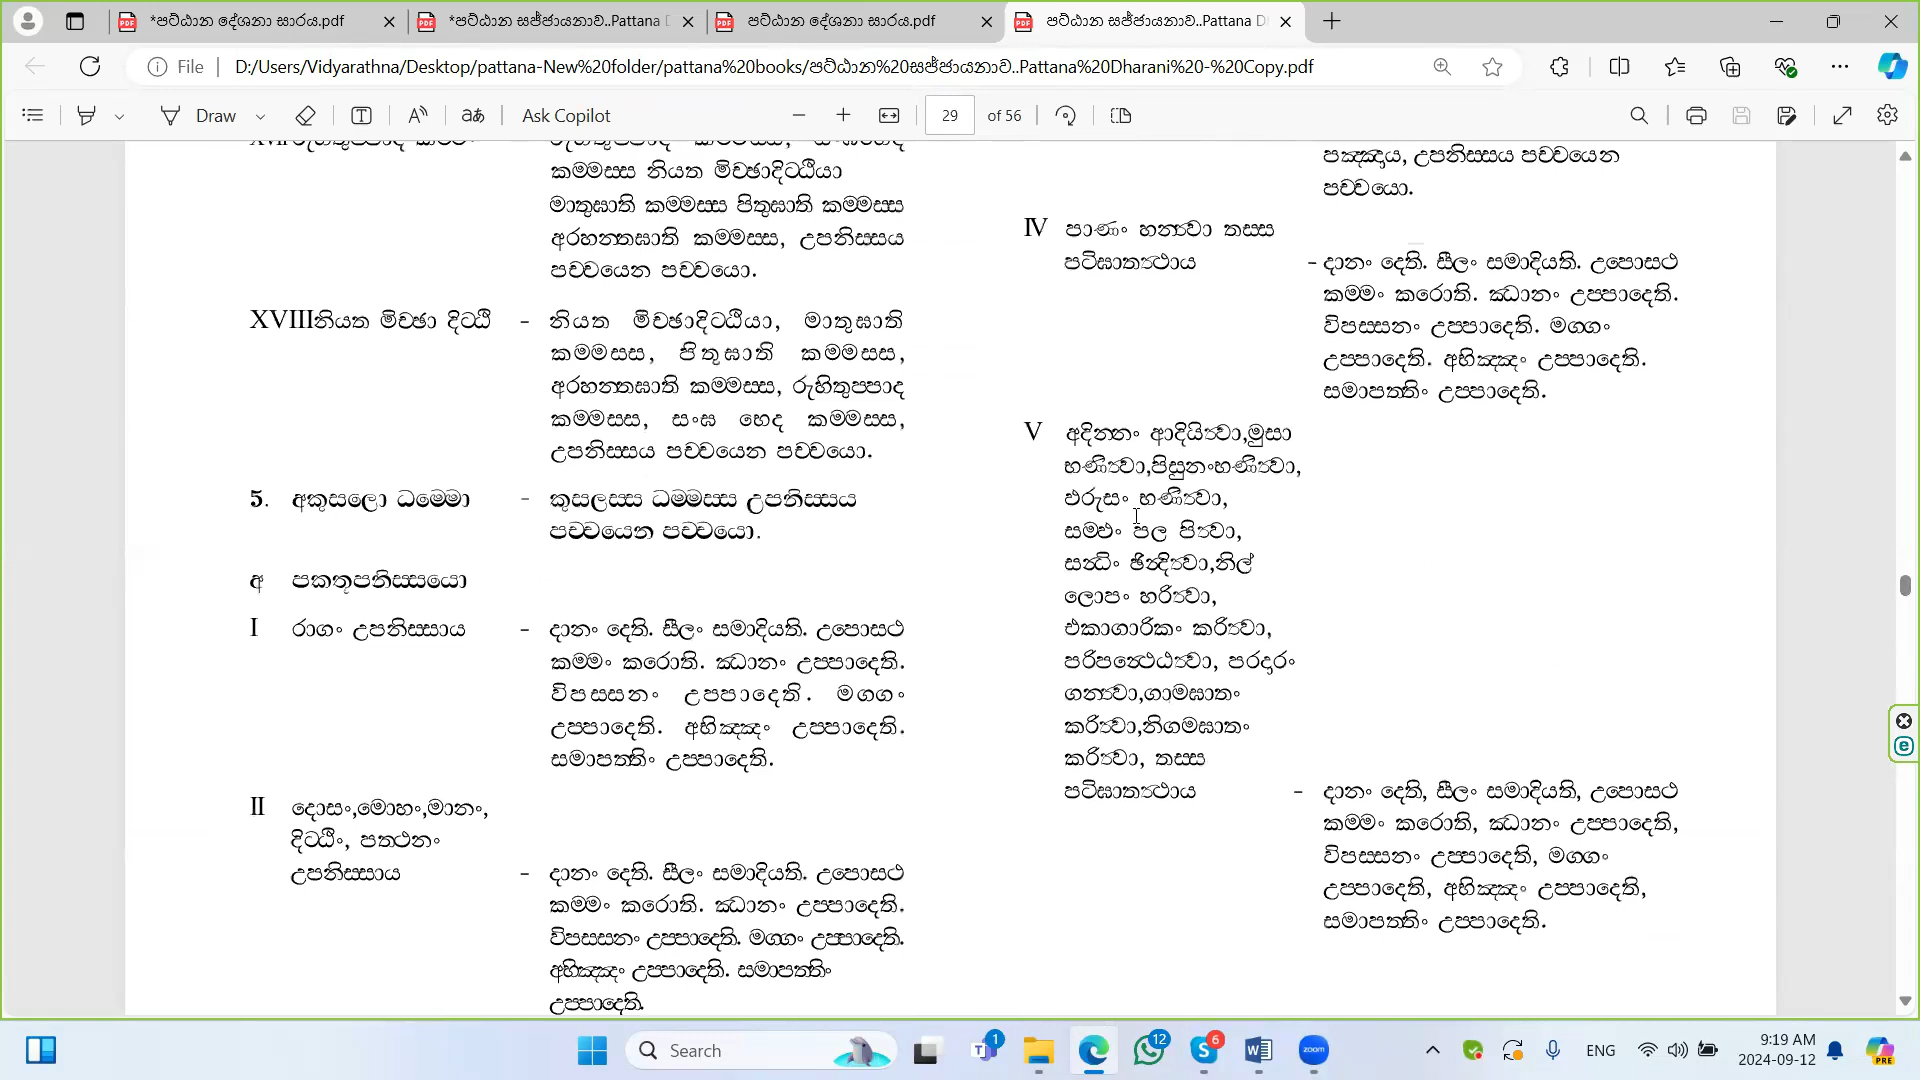 *පට්ඨාන දේශනා සාරය.pdf
*පට්ඨාන සජ්ජායනාව..Pattana D
පට්ඨාන දේශනා සාරය.pdf
පට්ඨාන සජ්ජායනාව..Pattana D
File
D:/Users/Vidyarathna/Desktop/pattana-New%20folder/pattana%20books/පට්ඨාන%20සජ්ජායනාව..Pattana%20Dharani%20-%20Copy.pdf
Draw
Ask Copilot
29 of 56
කම්මස්ස නියත මිච්ඡාදිට්ඨියා
මාතුඝාති කම්මස්ස පිතුඝාති කම්මස්ස
අරහන්තඝාති කම්මස්ස, උපනිස්සය
පච්චයෙන පච්චයො.
XVIIIනියත මිච්ඡා දිට්ඨි - නියත මිච්ඡාදිට්ඨියා, මාතුඝාති
කමමසස, පිතූඝාති කමමසස,
අරහන්තඝාති කම්මස්ස, රුහිතුප්පාද
කම්මස්ස, සංඝ භෙද කම්මස්ස,
උපනිස්සය පච්චයෙන පච්චයො.
5. අකුසලො ධම්මො - කුසලස්ස ධම්මස්ස උපනිස්සය
පච්චයෙන පච්චයො.
අ පකතූපනිස්සයො
I රාගං උපනිස්සාය - දානං දෙති. සීලං සමාදියති. උපොසථ
කම්මං කරොති. ඣානං උප්පාදෙති.
විපසසනං උපපාදෙති. මගගං
උප්පාදෙති. අභිඤ්ඤං උප්පාදෙති.
සමාපත්තිං උප්පාදෙති.
II දොසං,මොහං,මානං,
දිට්ඨිං, පත්ථනං
උපනිස්සාය - දානං දෙති. සීලං සමාදියති. උපොසථ
කම්මං කරොති. ඣානං උප්පාදෙති.
විපස්සනං උප්පාදෙති. මග්ගං උප්පාදෙති.
අභිඤ්ඤං උප්පාදෙති. සමාපත්තිං
උප්පාදෙති.
පඤ්ඤාය, උපනිස්සය පච්චයෙන
පච්චයො.
IV පාණං හන්ත්වා තස්ස
පටිඝාතත්ථාය - දානං දෙති. සීලං සමාදියති. උපොසථ
කම්මං කරොති. ඣානං උප්පාදෙති.
විපස්සනං උප්පාදෙති. මග්ගං
උප්පාදෙති. අභිඤ්ඤං උප්පාදෙති.
සමාපත්තිං උප්පාදෙති.
V අදින්නං ආදියිත්වා,මුසා
භණිත්වා,පිසුනංභණිත්වා,
ඵරුසං භණිත්වා,
සම්ඵං පල පිත්වා,
සන්ධිං ඡින්දිත්වා,නිල්
ලොපං හරිත්වා,
එකාගාරිකං කරිත්වා,
පරිපන්ථෙඨත්වා, පරදාරං
ගන්ත්වා,ගාමඝාතං
කරිත්වා,නිගමඝාතං
කරිත්වා, තස්ස
පටිඝාතත්ථාය - දානං දෙති, සීලං සමාදියති, උපොසථ
කම්මං කරොති, ඣානං උප්පාදෙති,
විපස්සනං උප්පාදෙති, මග්ගං
උප්පාදෙති, අභිඤ්ඤං උප්පාදෙති,
සමාපත්තිං උප්පාදෙති.
Search
1
12
6
zoom
ENG
9:19 AM
2024-09-12
PRE